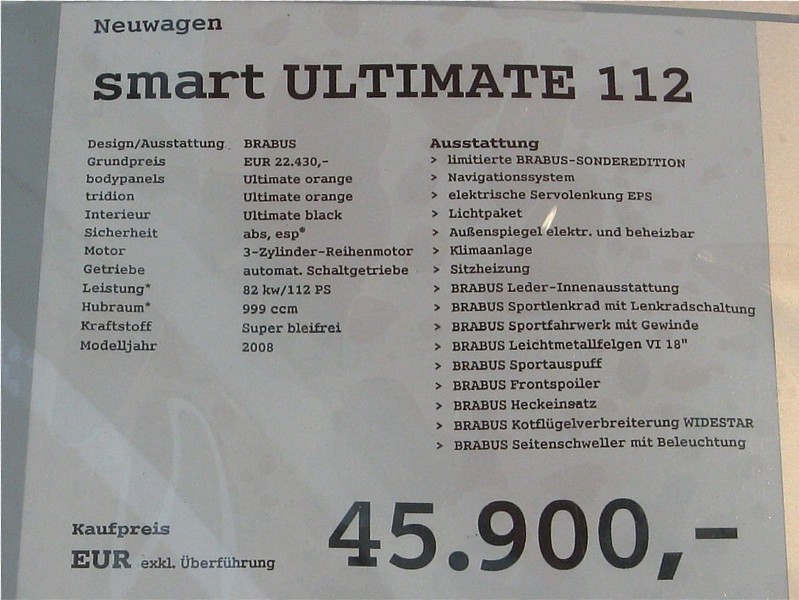 Neuwagen
smart ULTIMATE 112
Design/Ausstattung BRABUS
Grundpreis EUR 22.430,-
bodypanels Ultimate orange
tridion Ultimate orange
Interieur Ultimate black
Sicherheit abs, esp®
Motor 3-Zylinder-Reihenmotor
Getriebe automat. Schaltgetriebe
Leistung* 82 kw/112 PS
Hubraum* 999 ccm
Kraftstoff Super bleifrei
Modelljahr 2008
Ausstattung
> limitierte BRABUS-SONDEREDITION
> Navigationssystem
> elektrische Servolenkung EPS
> Lichtpaket
> Außenspiegel elektr. und beheizbar
> Klimaanlage
> Sitzheizung
> BRABUS Leder-Innenausstattung
> BRABUS Sportlenkrad mit Lenkradschaltung
> BRABUS Sportfahrwerk mit Gewinde
> BRABUS Leichtmetallfelgen VI 18"
> BRABUS Sportauspuff
> BRABUS Frontspoiler
> BRABUS Heckeinsatz
> BRABUS Kotflügelverbreiterung WIDESTAR
> BRABUS Seitenschweller mit Beleuchtung
Kaufpreis
EUR exkl. Überführung 45.900,-